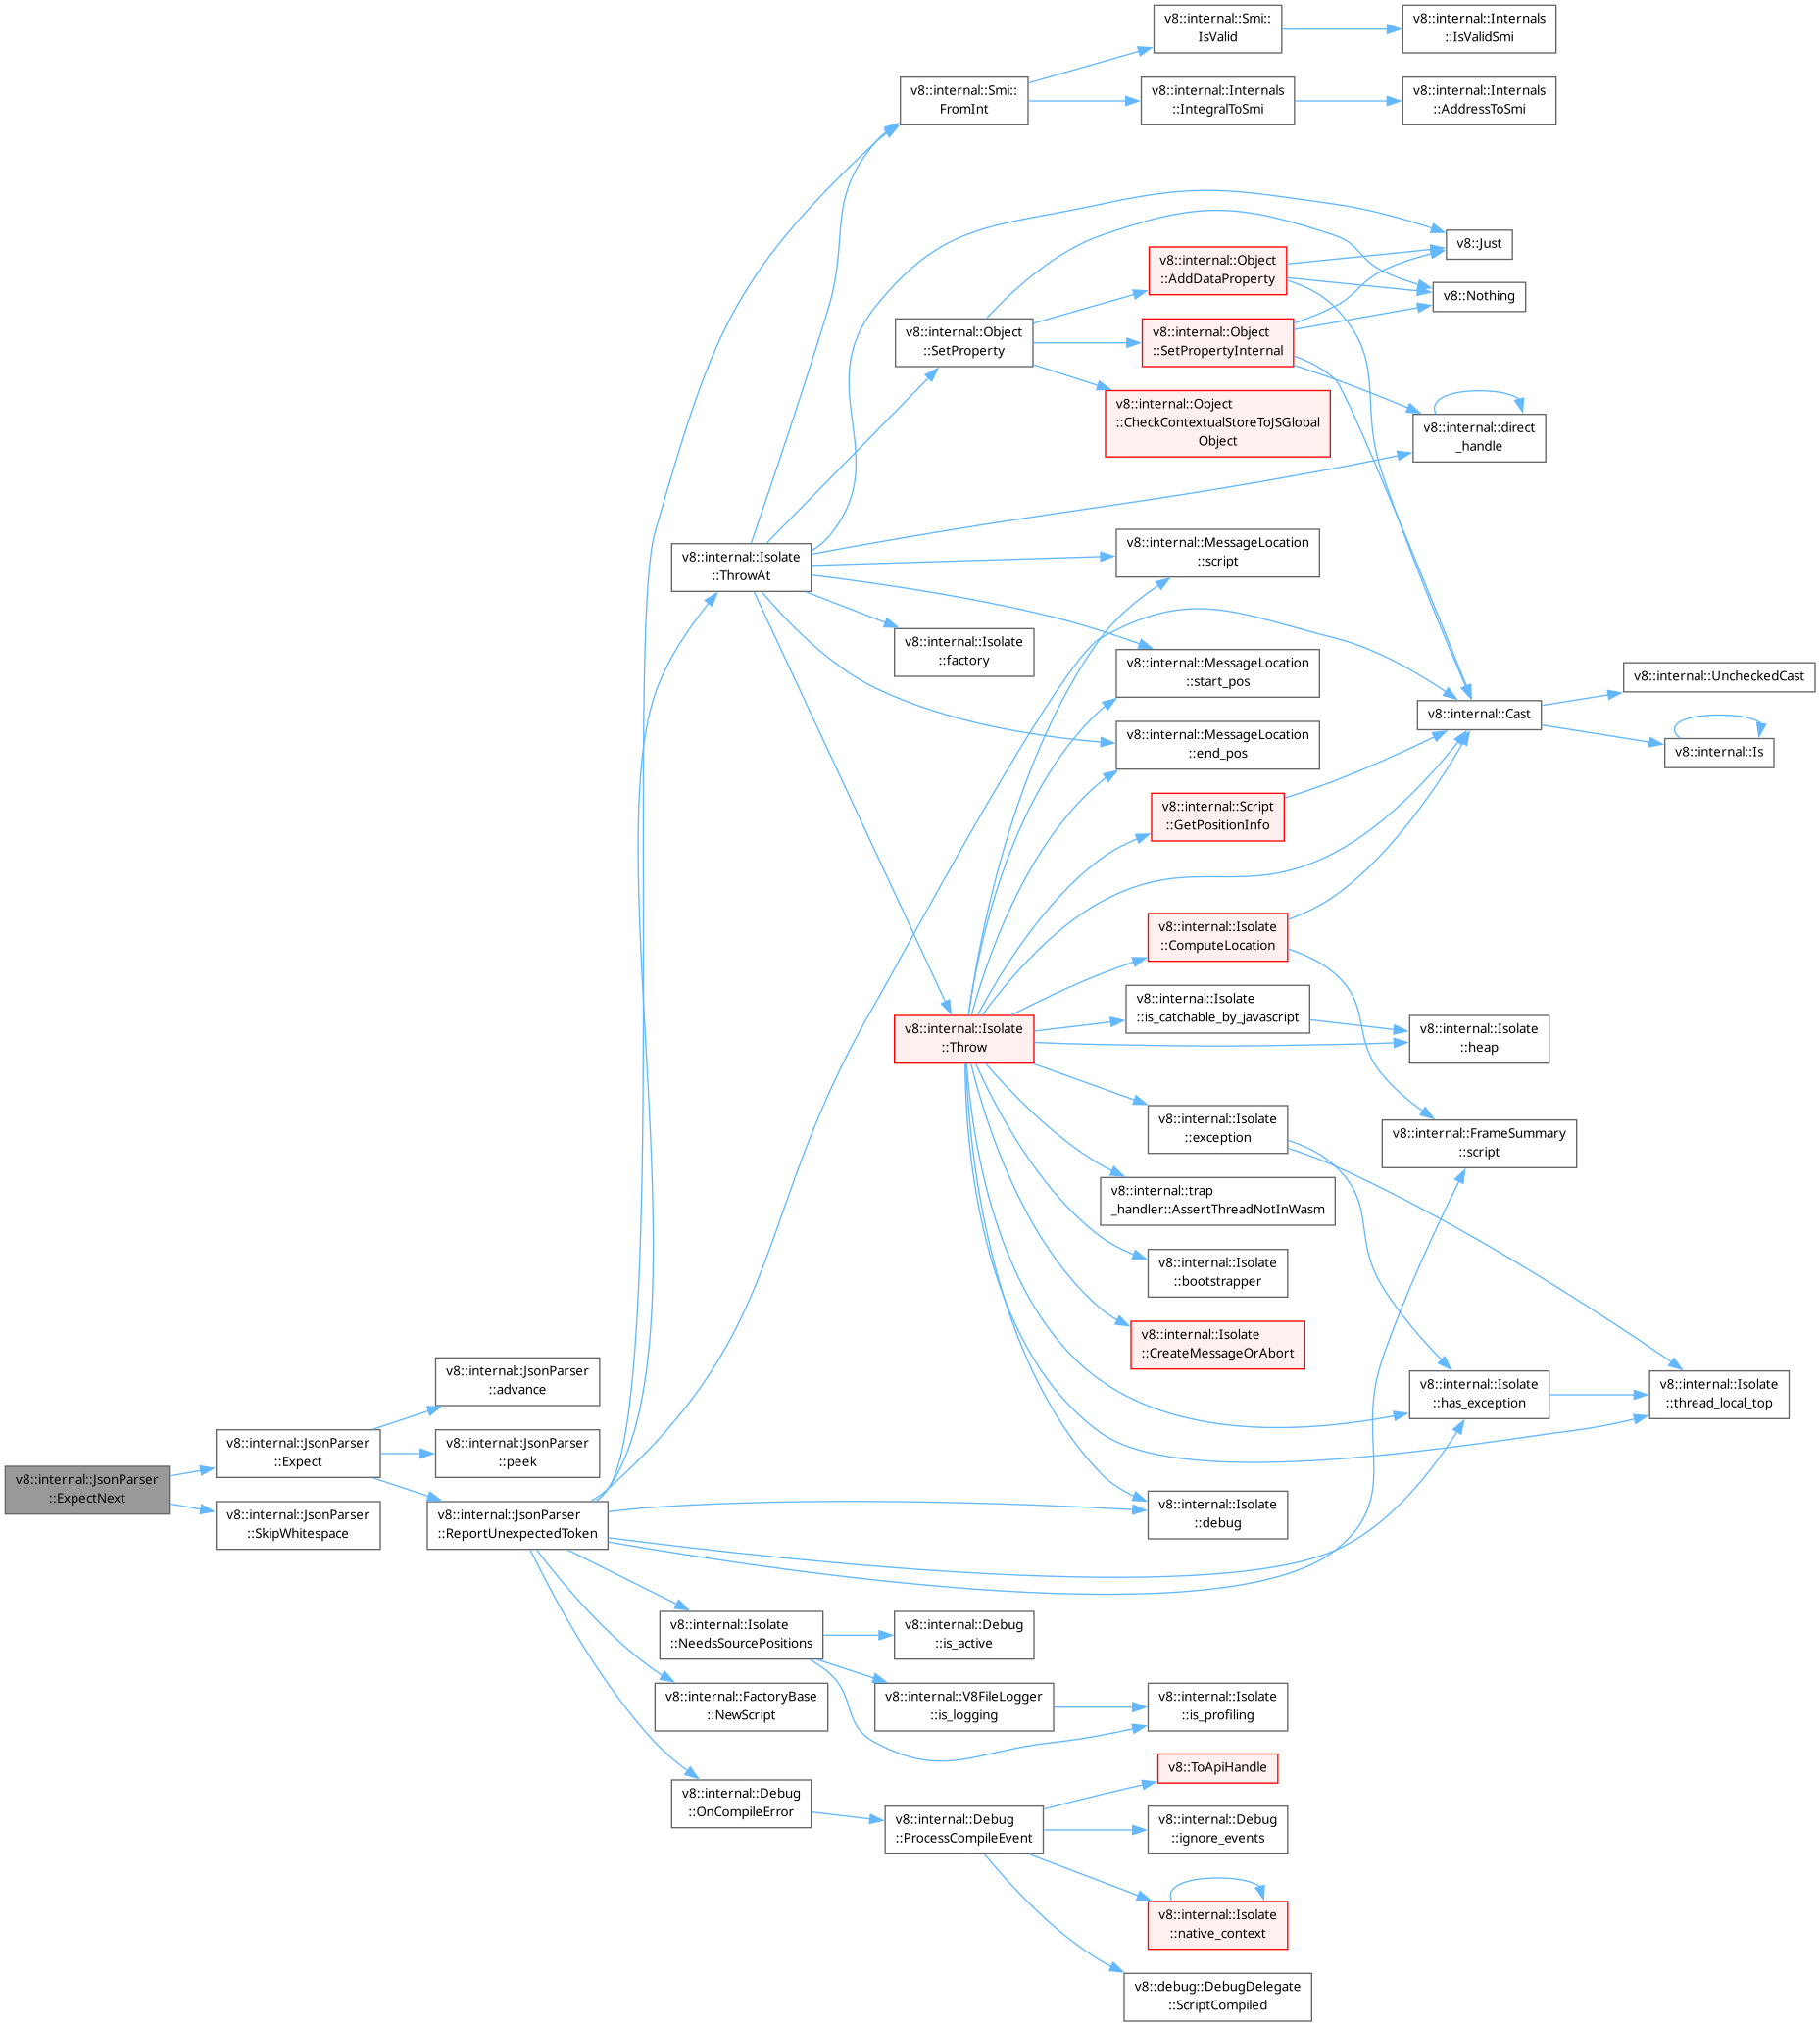 v8::internal::Smi::
IsValid
v8::internal::Internals
::IsValidSmi
v8::internal::Smi::
FromInt
v8::internal::Internals
::IntegralToSmi
v8::internal::Internals
::AddressToSmi
v8::Just
v8::internal::Object
::AddDataProperty
v8::Nothing
v8::internal::Object
::SetProperty
v8::internal::Object
::SetPropertyInternal
v8::internal::Object
::CheckContextualStoreToJSGlobal
Object
v8::internal::direct
_handle
v8::internal::Isolate
::ThrowAt
v8::internal::MessageLocation
::script
v8::internal::Isolate
::factory
v8::internal::MessageLocation
::start_pos
v8::internal::UncheckedCast
v8::internal::Cast
v8::internal::MessageLocation
::end_pos
v8::internal::Is
v8::internal::Script
::GetPositionInfo
v8::internal::Isolate
::ComputeLocation
v8::internal::Isolate
::is_catchable_by_javascript
v8::internal::Isolate
::Throw
v8::internal::Isolate
::heap
v8::internal::Isolate
::exception
v8::internal::FrameSummary
::script
v8::internal::trap
_handler::AssertThreadNotInWasm
v8::internal::Isolate
::bootstrapper
v8::internal::Isolate
::CreateMessageOrAbort
v8::internal::JsonParser
::advance
v8::internal::Isolate
::has_exception
v8::internal::Isolate
::thread_local_top
v8::internal::JsonParser
::Expect
v8::internal::JsonParser
::peek
v8::internal::JsonParser
::ExpectNext
v8::internal::JsonParser
::SkipWhitespace
v8::internal::JsonParser
::ReportUnexpectedToken
v8::internal::Isolate
::debug
v8::internal::Isolate
::NeedsSourcePositions
v8::internal::Debug
::is_active
v8::internal::FactoryBase
::NewScript
v8::internal::V8FileLogger
::is_logging
v8::internal::Isolate
::is_profiling
v8::ToApiHandle
v8::internal::Debug
::OnCompileError
v8::internal::Debug
::ProcessCompileEvent
v8::internal::Debug
::ignore_events
v8::internal::Isolate
::native_context
v8::debug::DebugDelegate
::ScriptCompiled